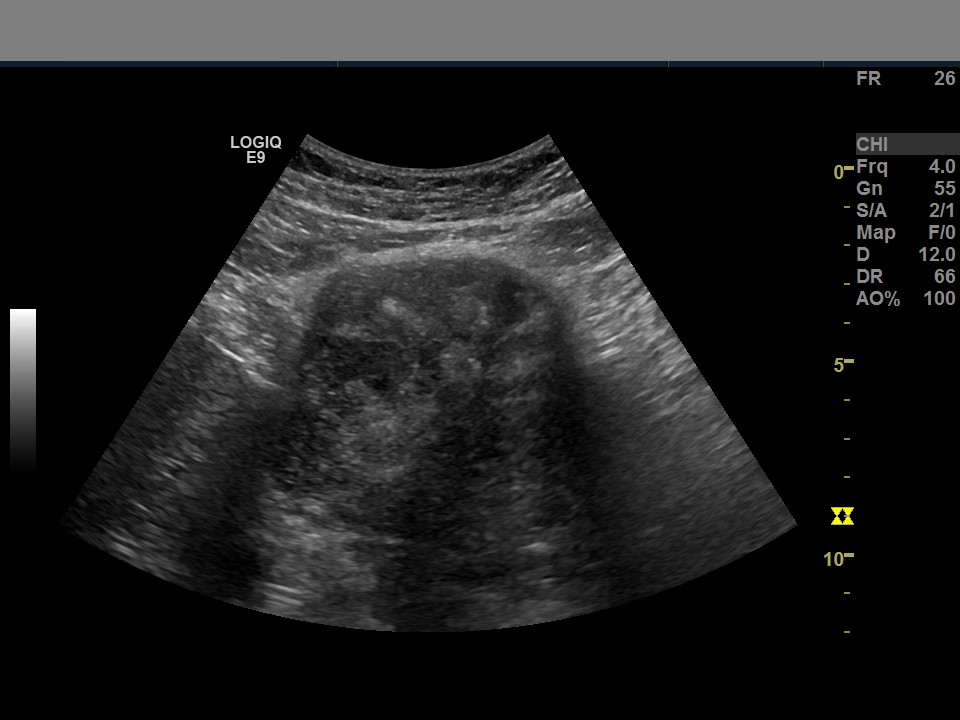 FR 26
LOGIQ
E9
CHI
0
Frq 4.0
Gn 55
S/A 2/1
Map F/0
D 12.0
DR 66
AO% 100
5
10